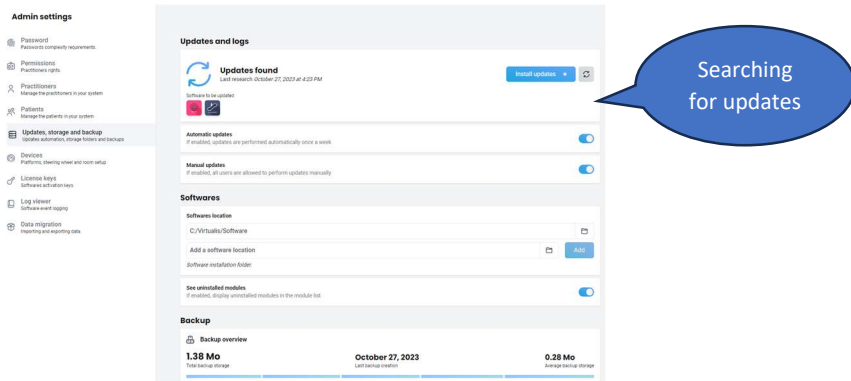 Admin settings
Password
Passwords complexity requirements.
Permissions
Practitioners rights
Practitioners
Manage the practitioners in your system
Patients
Manage the patients in your system
Updates, storage and backup
Updates automation, storage folders and backups
Devices
Platforms, steering wheel and room setup
License keys
Softwares activation keys
Log viewer
Software event logging
Data migration
Importing and exporting data
Updates and logs
Updates found
Last research October 27, 2023 at 4:23 PM
Install updates
Software to be updated
Automatic updates
If enabled, updates are performed automatically once a week
Manual updates
If enabled, all users are allowed to perform updates manually
Softwares
Softwares location
C:/Virtualis/Software
Add a software location
Add
Software installation folder.
See uninstalled modules
If enabled, display uninstalled modules in the module list
Backup
Backup overview
1.38 Mo
Total backup storage
October 27, 2023
Last backup creation
0.28 Mo
Average backup storage
Searching
for updates